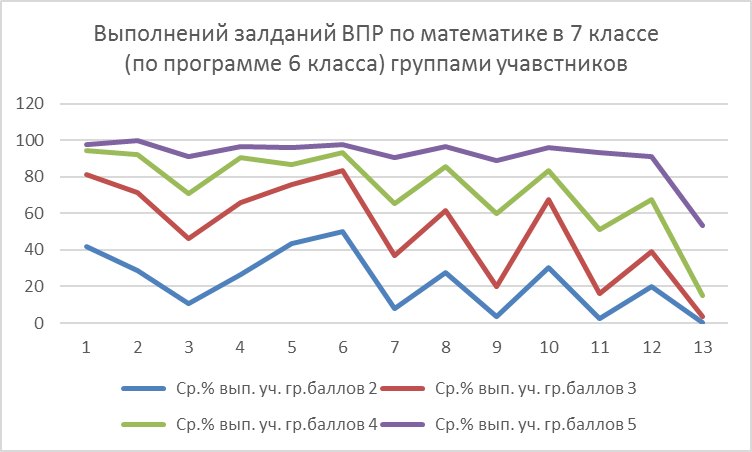 Выполнений залданий ВПР по математике в 7 классе
(по программе 6 класса) группами учавстников
120
100
80
60
40
20
0
1 2 3 4 5 6 7 8 9 10 11 12 13
Ср.% вып. уч. гр.баллов 2 Ср.% вып. уч. гр.баллов 3
Ср.% вып. уч. гр.баллов 4 Ср.% вып. уч. гр.баллов 5